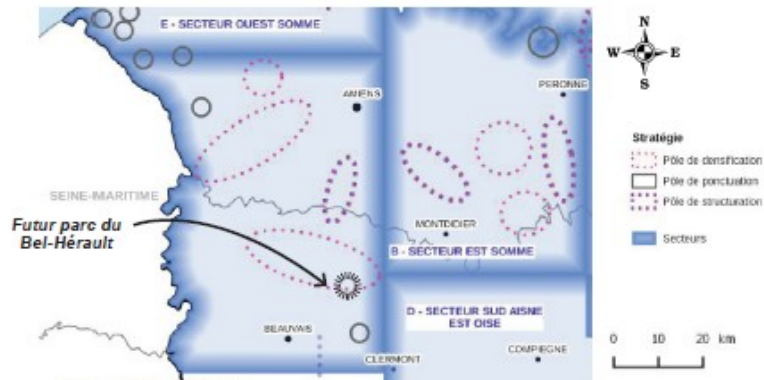 E - SECTEUR OUEST SOMME
N
W E
S
AMIENS
PERONNE
Stratégie
Pôle de densification
Pôle de ponctuation
Pôle de structuration
Secteurs
SEINE-MARITIME
Futur parc du
Bel-Hérault
MONTDIDIER
B - SECTEUR EST SOMME
D - SECTEUR SUD AISNE
EST OISE
BEAUVAIS
CLERMONT
COMPIEGNE
0 10 20 km